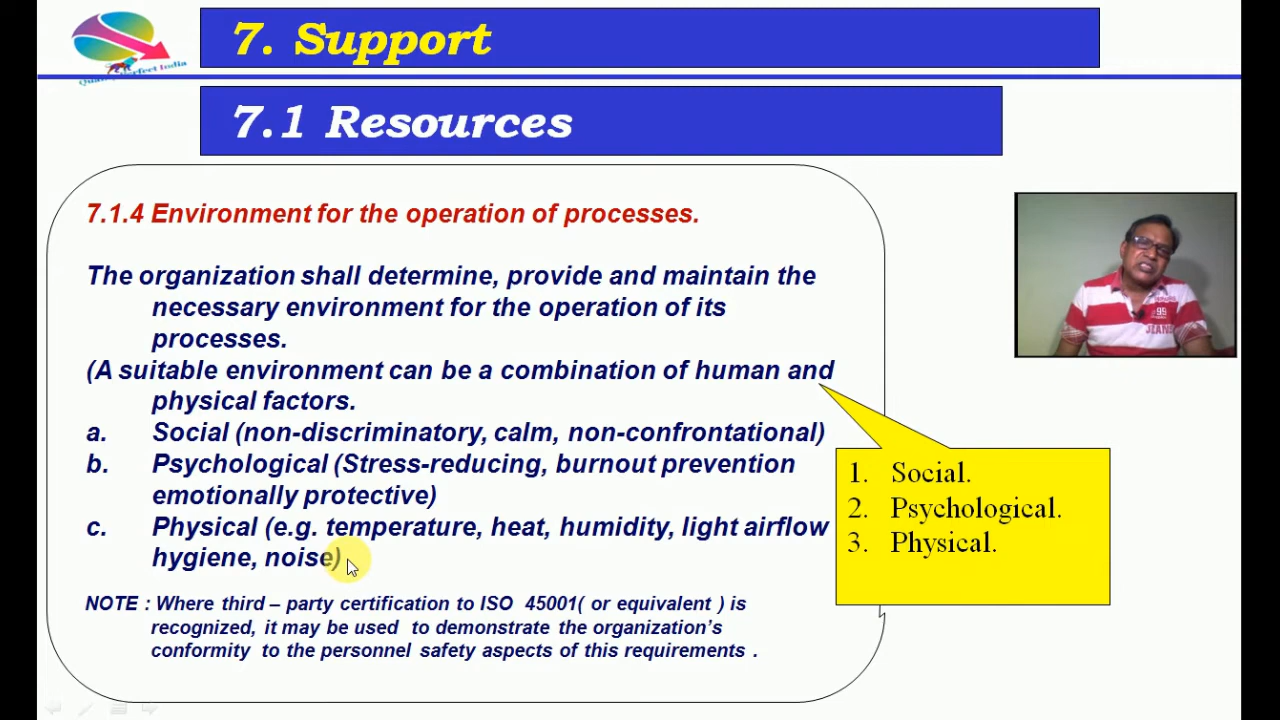 7. Support
Quality Perfect India
7.1 Resources
7.1.4 Environment for the operation of processes.
The organization shall determine, provide and maintain the
necessary environment for the operation of its
processes.
(A suitable environment can be a combination of human and
physical factors.
a. Social (non-discriminatory, calm, non-confrontational)
b. Psychological (Stress-reducing, burnout prevention
emotionally protective)
c. Physical (e.g. temperature, heat, humidity, light airflow
hygiene, noise)
NOTE : Where third – party certification to ISO 45001( or equivalent ) is
recognized, it may be used to demonstrate the organization's
conformity to the personnel safety aspects of this requirements .
1. Social.
2. Psychological.
3. Physical.
95
JEANS